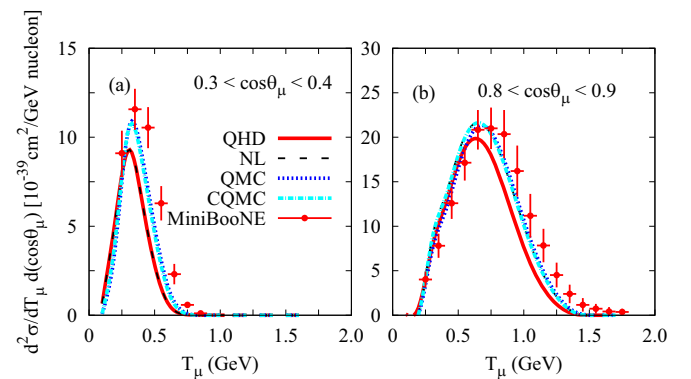 d²σ/dT_μ d(cosθ_μ) [10⁻³⁹ cm²/GeV nucleon]
15
10
5
0
(a)
0.3 < cosθ_μ < 0.4
QHD
NL
QMC
CQMC
MiniBooNE
0 0.5 1.0 1.5 2.0
T_μ (GeV)
30
25
20
15
10
5
0
(b)
0.8 < cosθ_μ < 0.9
0.5 1.0 1.5 2.0
T_μ (GeV)